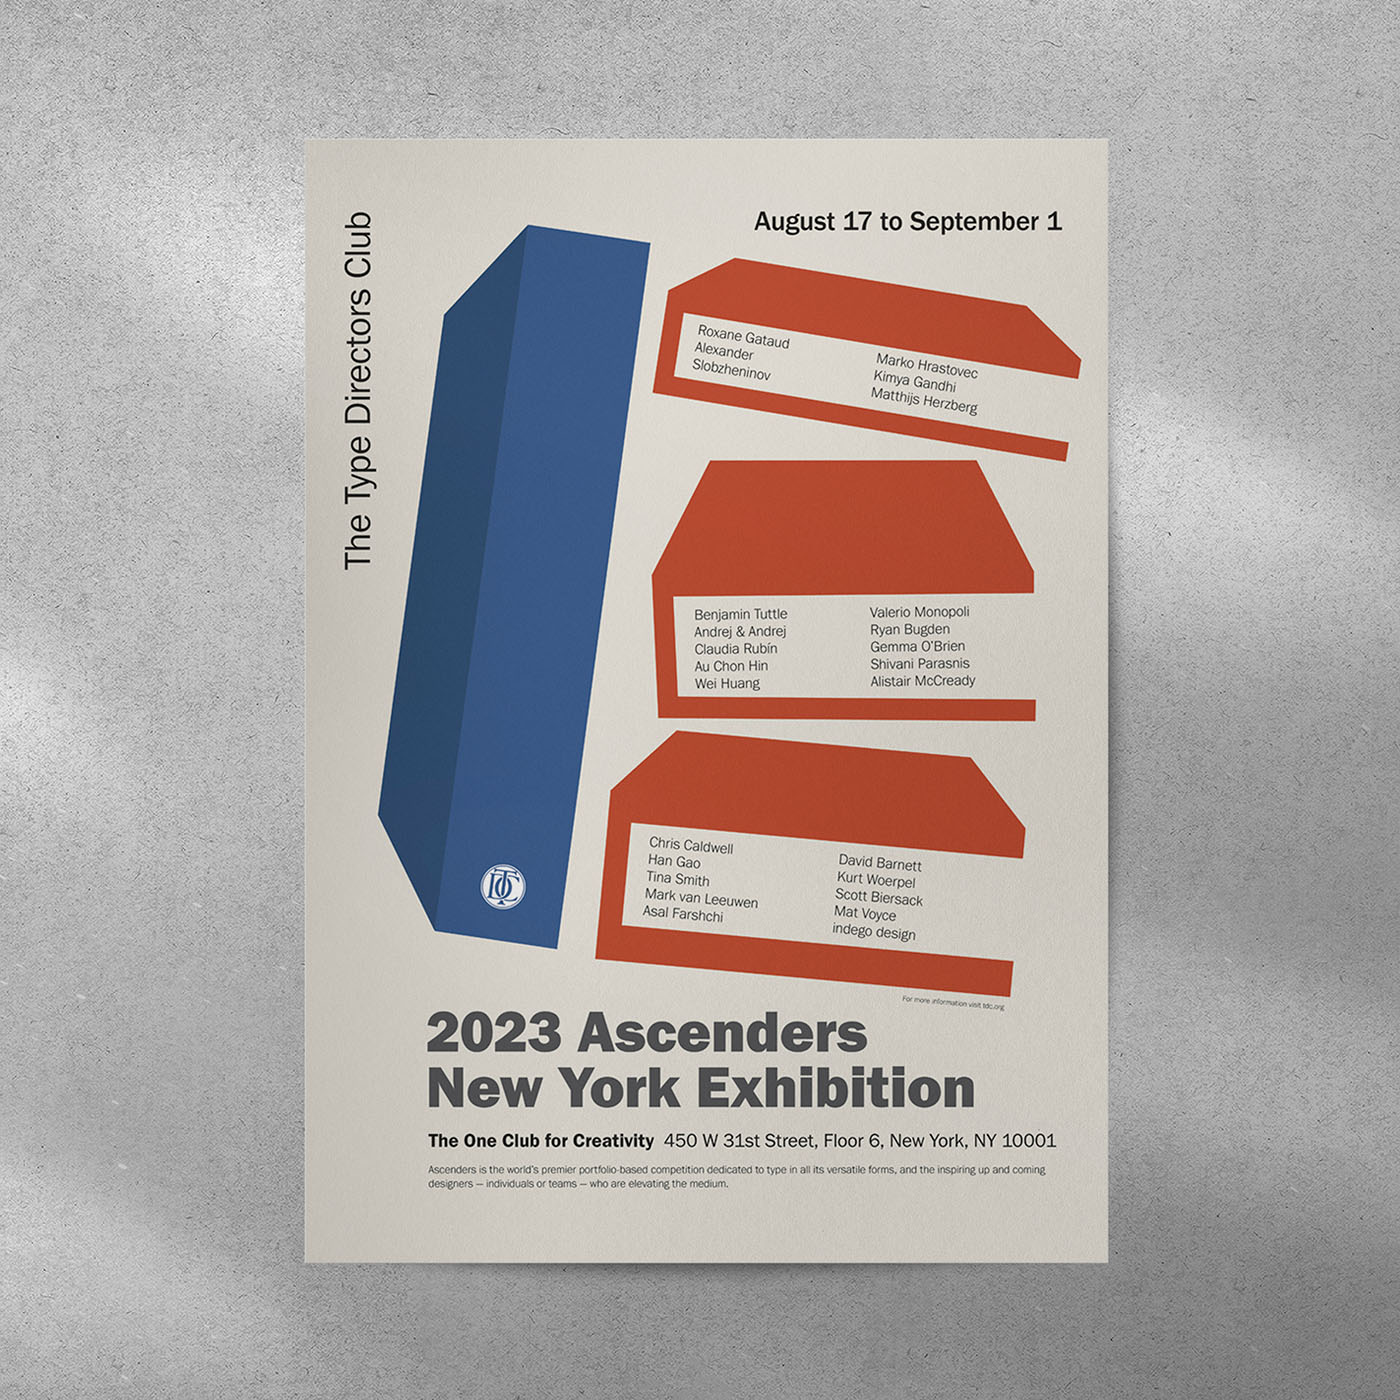 The Type Directors Club
August 17 to September 1
Roxane Gataud
Alexander
Slobzheninov
Marko Hrastovec
Kimya Gandhi
Matthijs Herzberg
Benjamin Tuttle
Andrej & Andrej
Claudia Rubín
Au Chon Hin
Wei Huang
Valerio Monopoli
Ryan Bugden
Gemma O'Brien
Shivani Parasnis
Alistair McCready
Chris Caldwell
Han Gao
Tina Smith
Mark van Leeuwen
Asal Farshchi
David Barnett
Kurt Woerpel
Scott Biersack
Mat Voyce
indego design
TDC
For more information visit tdc.org
2023 Ascenders
New York Exhibition
The One Club for Creativity 450 W 31st Street, Floor 6, New York, NY 10001
Ascenders is the world's premier portfolio-based competition dedicated to type in all its versatile forms, and the inspiring up and coming
designers — individuals or teams — who are elevating the medium.